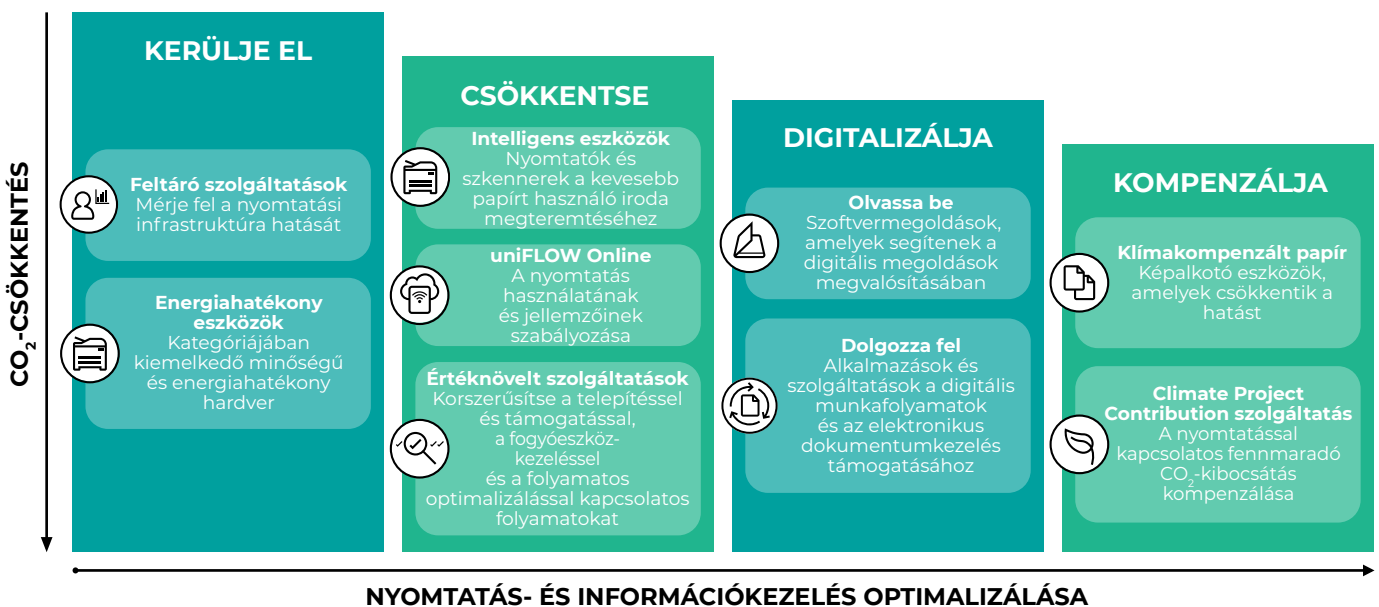 CO₂-CSÖKKENTÉS
KERÜLJE EL
Feltáró szolgáltatások
Mérje fel a nyomtatási
infrastruktúra hatását
Energiahatékony
eszközök
Kategóriájában
kiemelkedő minőségű
és energiahatékony
hardver
CSÖKKENTSE
Intelligens eszközök
Nyomtatók és
szkennerek a kevesebb
papírt használó iroda
megteremtéséhez
uniFLOW Online
A nyomtatás
használatának
és jellemzőinek
szabályozása
Értéknövelt szolgáltatások
Korszerűsítse a telepítéssel
és támogatással,
a fogyóeszköz-
kezeléssel
és a folyamatos
optimalizálással kapcsolatos
folyamatokat
DIGITALIZÁLJA
Olvassa be
Szoftvermegoldások,
amelyek segítenek a
digitális megoldások
megvalósításában
Dolgozza fel
Alkalmazások és
szolgáltatások a digitális
munkafolyamatok
és az elektronikus
dokumentumkezelés
támogatásához
KOMPENZÁLJA
Klímakompenzált papír
Képalkotó eszközök,
amelyek csökkentik a
hatást
Climate Project
Contribution szolgáltatás
A nyomtatással
kapcsolatos fennmaradó
CO₂-kibocsátás
kompenzálása
NYOMTATÁS- ÉS INFORMÁCIÓKEZELÉS OPTIMALIZÁLÁSA